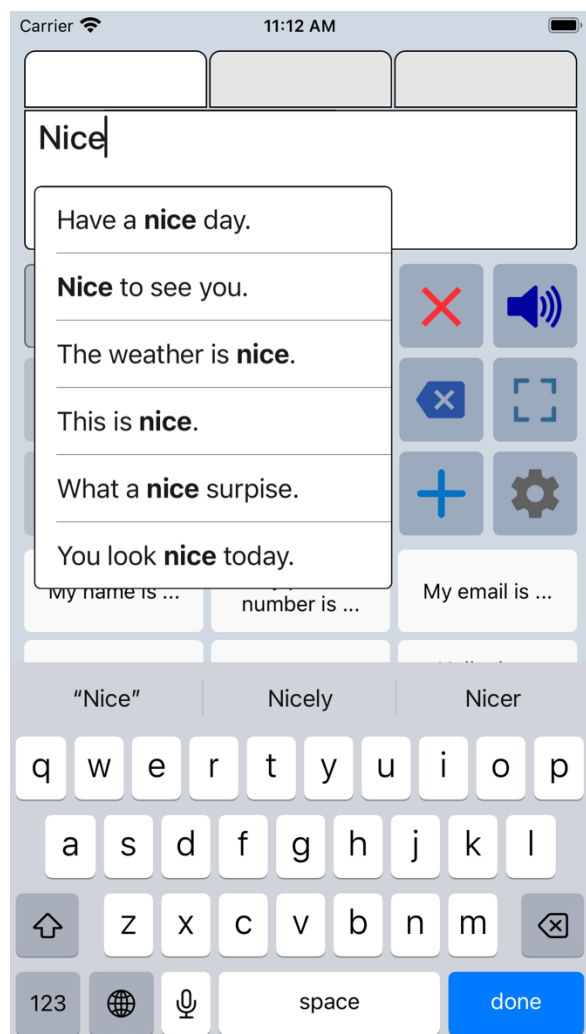 Carrier 11:12 AM
Nice
Have a nice day.
Nice to see you.
The weather is nice.
This is nice.
What a nice surpise.
You look nice today.
My name is ...
number is ...
My email is ...
“Nice” Nicely Nicer
q w e r t y u i o p
a s d f g h j k l
z x c v b n m
123 space done